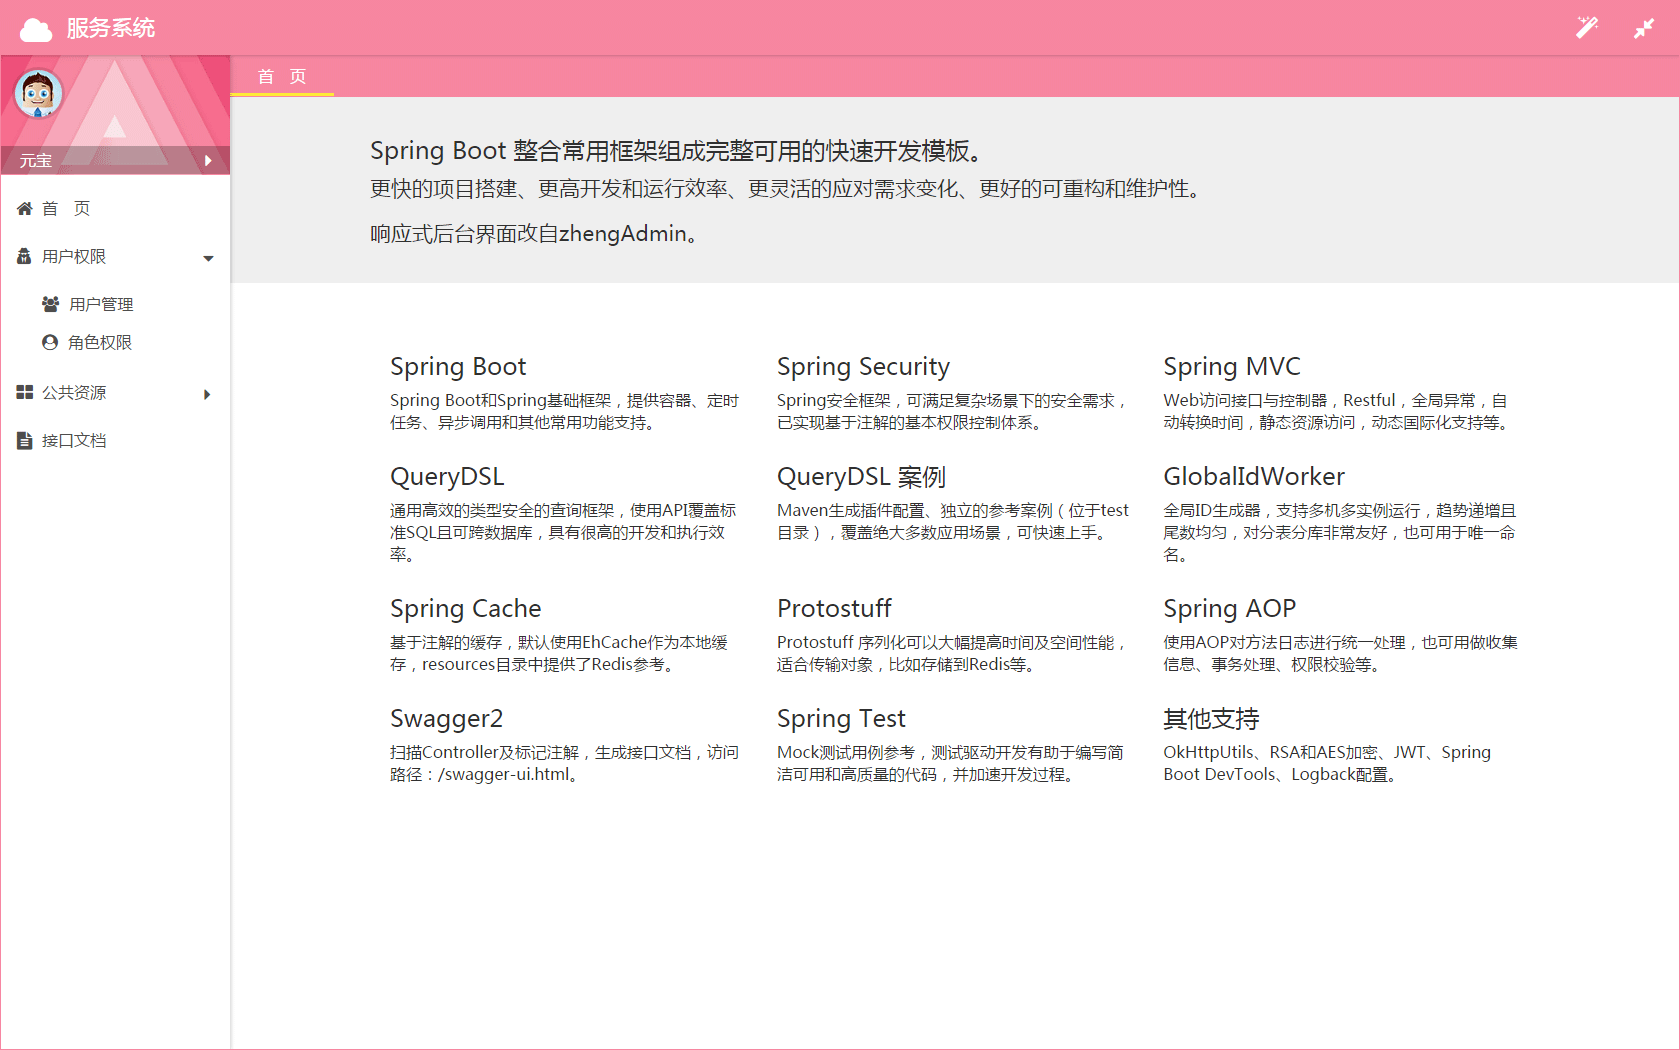 服务系统
元宝
首 页
用户权限
用户管理
角色权限
公共资源
接口文档
首 页
Spring Boot 整合常用框架组成完整可用的快速开发模板。
更快的项目搭建、更高开发和运行效率、更灵活的应对需求变化、更好的可重构和维护性。
响应式后台界面改自zhengAdmin。
Spring Boot
Spring Boot和Spring基础框架，提供容器、定时
任务、异步调用和其他常用功能支持。
Spring Security
Spring安全框架，可满足复杂场景下的安全需求，
已实现基于注解的基本权限控制体系。
Spring MVC
Web访问接口与控制器，Restful，全局异常，自
动转换时间，静态资源访问，动态国际化支持等。
QueryDSL
通用高效的类型安全的查询框架，使用API覆盖标
准SQL且可跨数据库，具有很高的开发和执行效
率。
QueryDSL 案例
Maven生成插件配置、独立的参考案例（位于test
目录），覆盖绝大多数应用场景，可快速上手。
GlobalIdWorker
全局ID生成器，支持多机多实例运行，趋势递增且
尾数均匀，对分表分库非常友好，也可用于唯一命
名。
Spring Cache
基于注解的缓存，默认使用EhCache作为本地缓
存，resources目录中提供了Redis参考。
Protostuff
Protostuff 序列化可以大幅提高时间及空间性能，
适合传输对象，比如存储到Redis等。
Spring AOP
使用AOP对方法日志进行统一处理，也可用做收集
信息、事务处理、权限校验等。
Swagger2
扫描Controller及标记注解，生成接口文档，访问
路径：/swagger-ui.html。
Spring Test
Mock测试用例参考，测试驱动开发有助于编写简
洁可用和高质量的代码，并加速开发过程。
其他支持
OkHttpUtils、RSA和AES加密、JWT、Spring
Boot DevTools、Logback配置。